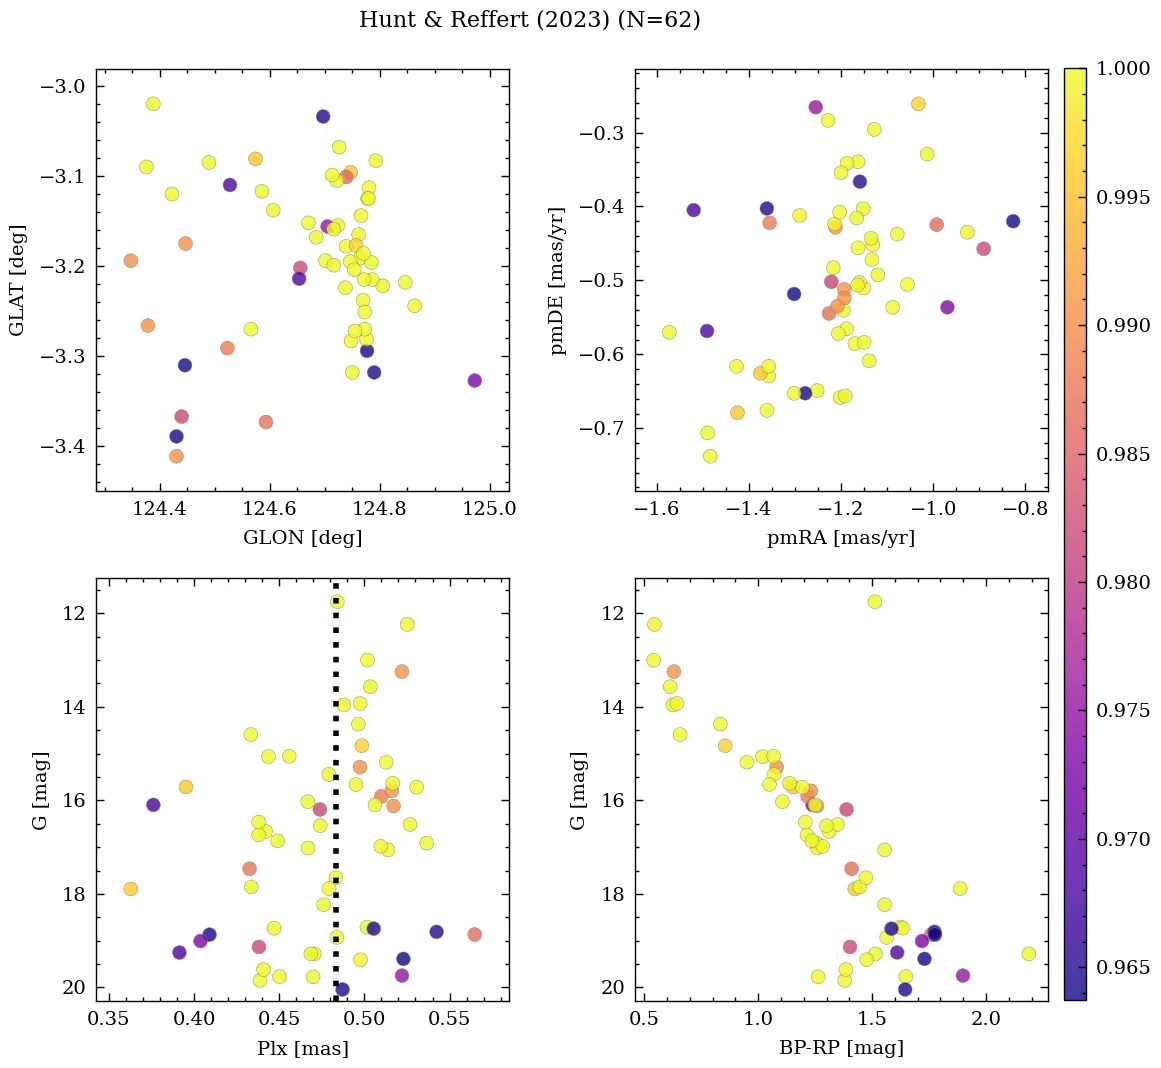 Hunt & Reffert (2023) (N=62)
−3.0
−3.1
−3.2
−3.3
−3.4
GLAT [deg]
124.4 124.6 124.8 125.0
GLON [deg]
−0.3
−0.4
−0.5
−0.6
−0.7
pmDE [mas/yr]
−1.6 −1.4 −1.2 −1.0 −0.8
pmRA [mas/yr]
12
14
16
18
20
G [mag]
0.35 0.40 0.45 0.50 0.55
Plx [mas]
12
14
16
18
20
G [mag]
0.5 1.0 1.5 2.0
BP-RP [mag]
1.000
0.995
0.990
0.985
0.980
0.975
0.970
0.965